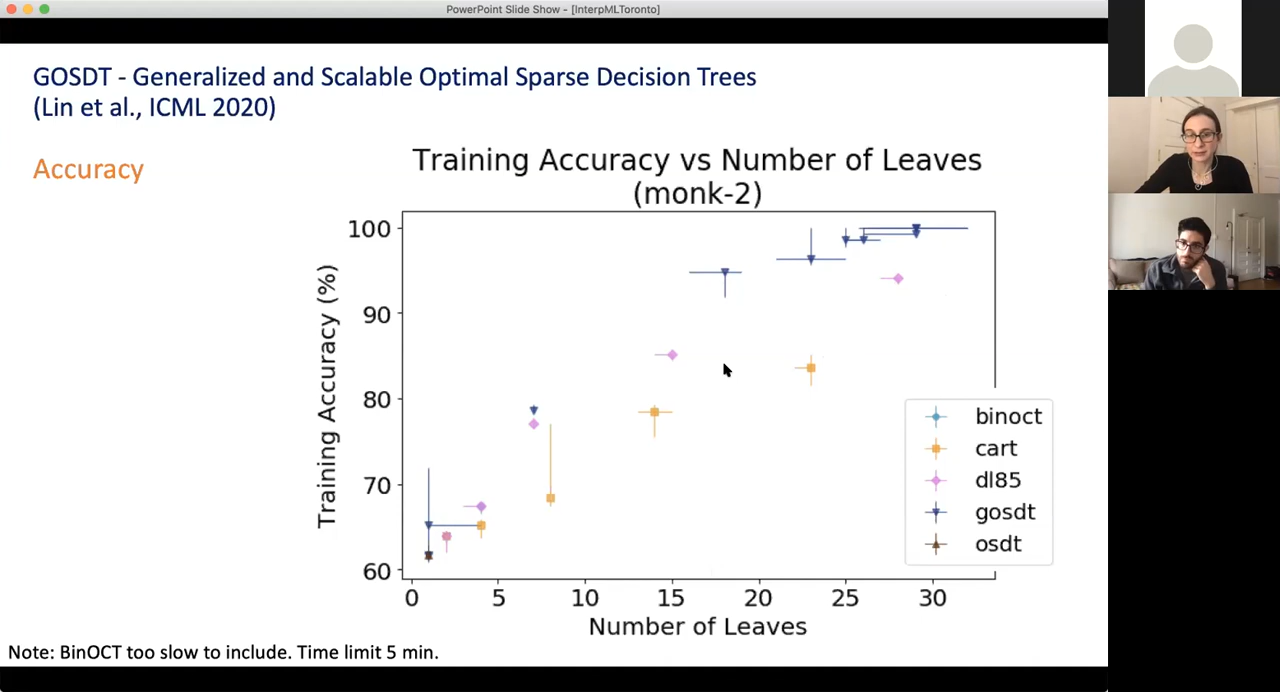 PowerPoint Slide Show - [InterpMLToronto]
GOSDT - Generalized and Scalable Optimal Sparse Decision Trees
(Lin et al., ICML 2020)
Accuracy
Training Accuracy vs Number of Leaves
(monk-2)
Training Accuracy (%)
100
90
80
70
60
0 5 10 15 20 25 30
Number of Leaves
binoct
cart
dl85
gosdt
osdt
Note: BinOCT too slow to include. Time limit 5 min.